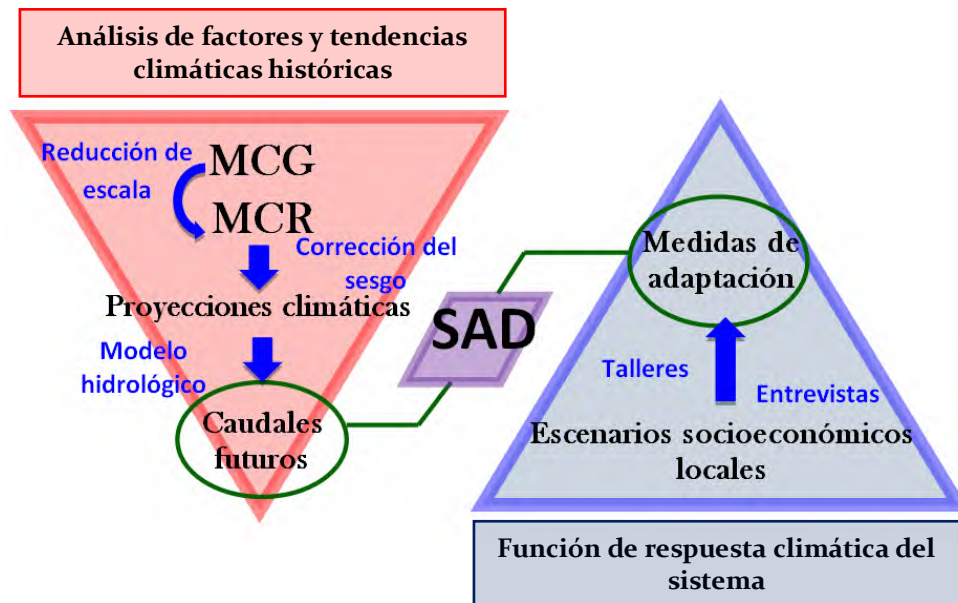 Análisis de factores y tendencias
climáticas históricas
Reducción de
escala
MCG
MCR
Corrección del
sesgo
Proyecciones climáticas
Modelo
hidrológico
Caudales
futuros
SAD
Medidas de
adaptación
Talleres
Entrevistas
Escenarios socioeconómicos
locales
Función de respuesta climática del
sistema